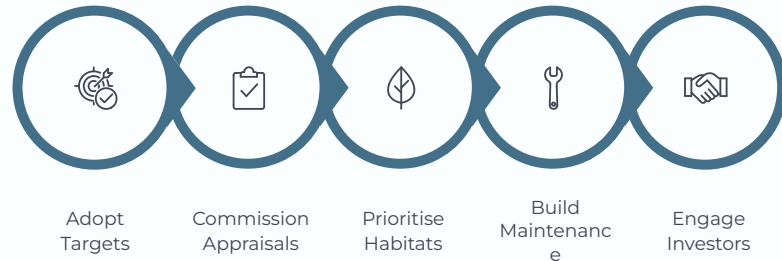 Adopt
Targets
Commission
Appraisals
Prioritise
Habitats
Build
Maintenanc
e
Engage
Investors